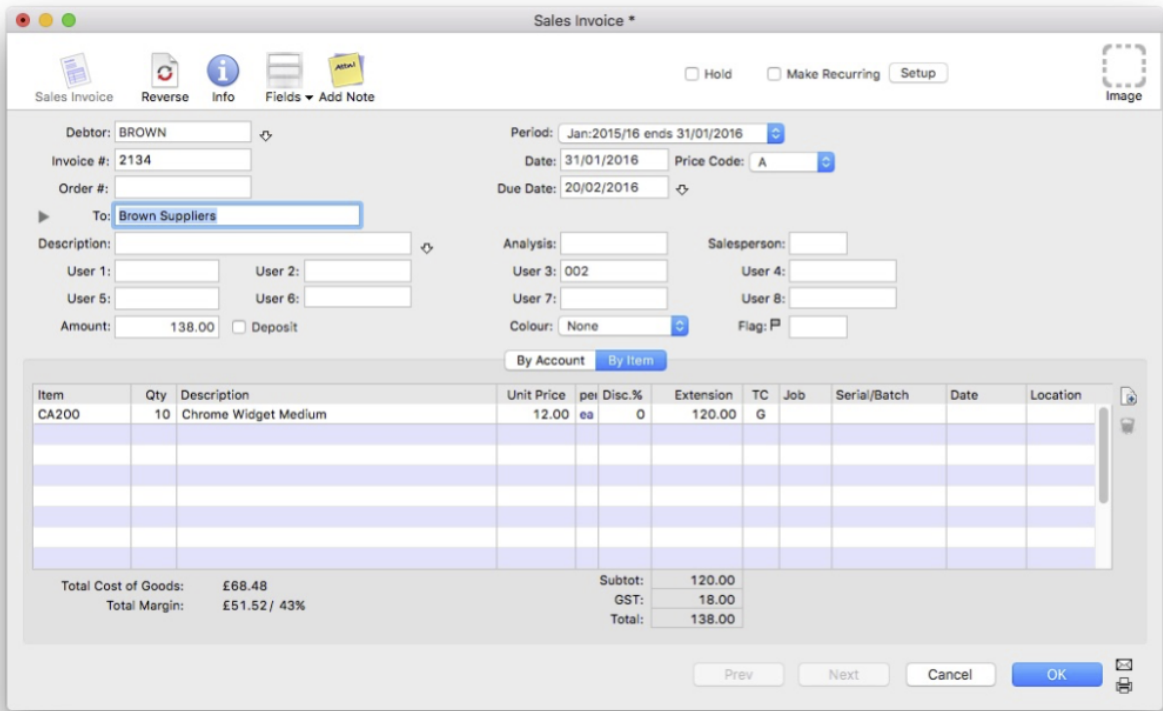 Sales Invoice *
Hold Make Recurring Setup
Sales Invoice Reverse Info Fields Add Note Image
Debtor: BROWN Period: Jan:2015/16 ends 31/01/2016
Invoice #: 2134 Date: 31/01/2016 Price Code: A
Order #: Due Date: 20/02/2016
To: Brown Suppliers
Description: Analysis: Salesperson:
User 1: User 2: User 3: 002 User 4:
User 5: User 6: User 7: User 8:
Amount: 138.00 Deposit Colour: None Flag:
By Account By Item
Item Qty Description Unit Price per Disc.% Extension TC Job Serial/Batch Date Location
CA200 10 Chrome Widget Medium 12.00 ea 0 120.00 G
Total Cost of Goods: £68.48 Subtot: 120.00
Total Margin: £51.52/ 43% GST: 18.00
Total: 138.00
Prev Next Cancel OK